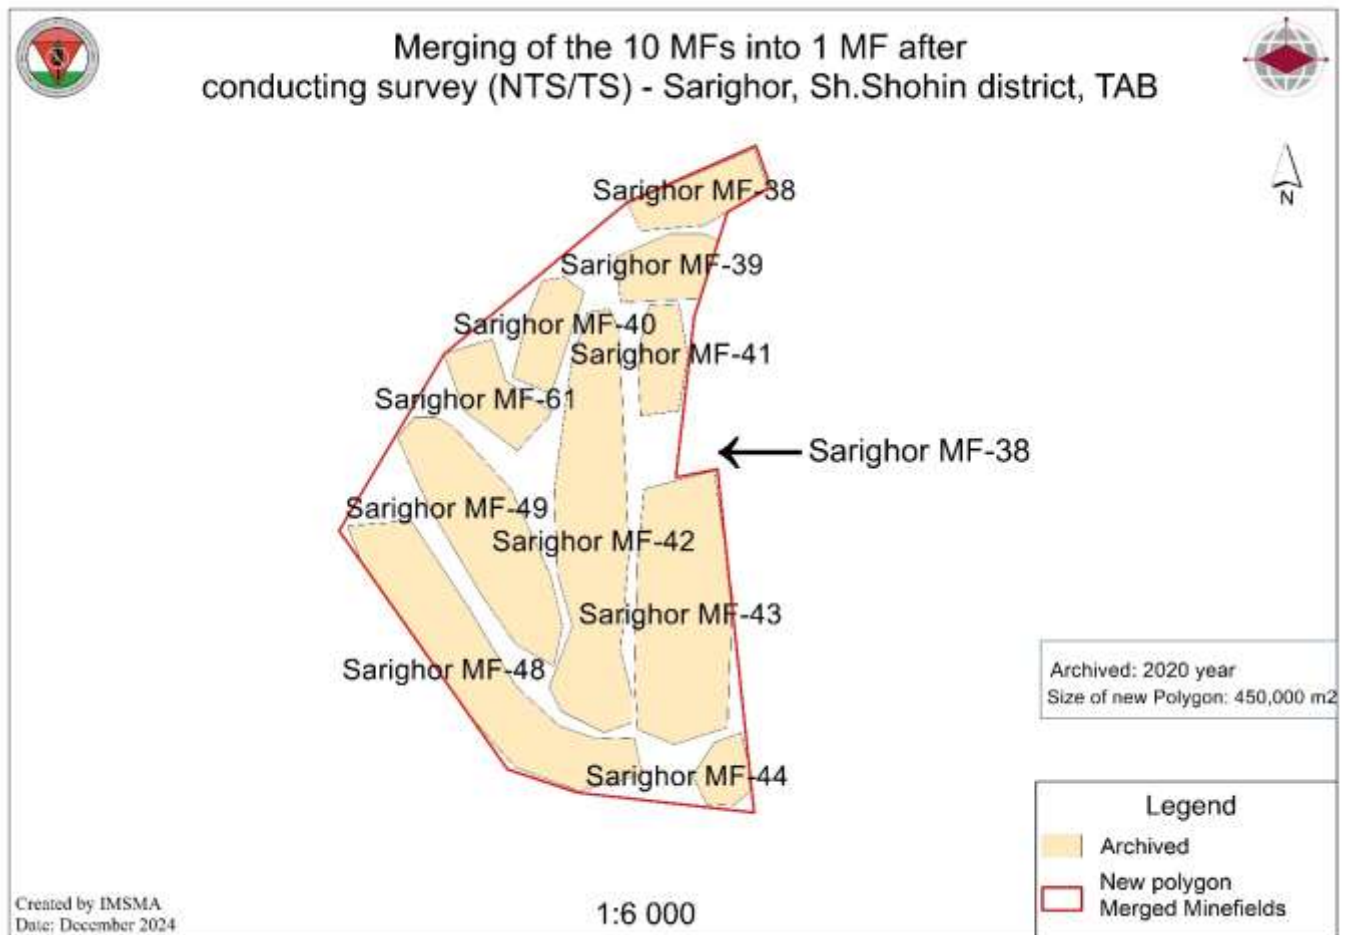 Merging of the 10 MFs into 1 MF after
conducting survey (NTS/TS) - Sarighor, Sh.Shohin district, TAB
N
Sarighor MF-38
Sarighor MF-39
Sarighor MF-40
Sarighor MF-41
Sarighor MF-61
Sarighor MF-38
Sarighor MF-49
Sarighor MF-42
Sarighor MF-43
Sarighor MF-48
Sarighor MF-44
Archived: 2020 year
Size of new Polygon: 450,000 m2
Legend
Archived
New polygon
Merged Minefields
Created by IMSMA
Date: December 2024
1:6 000